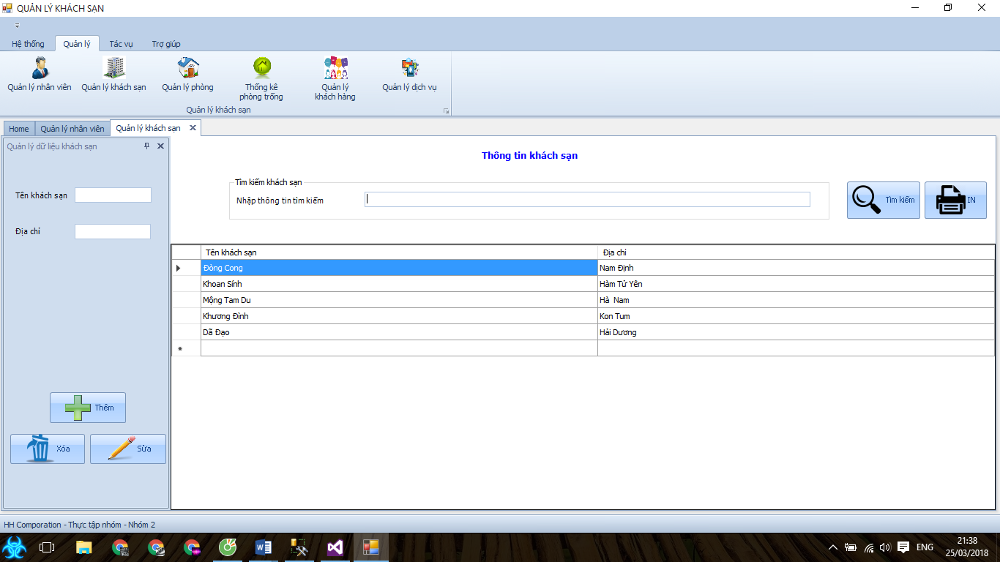 QUẢN LÝ KHÁCH SẠN
Hệ thống Quản lý Tác vụ Trợ giúp
Quản lý nhân viên Quản lý khách sạn Quản lý phòng Thống kê phòng trống Quản lý khách hàng Quản lý dịch vụ
Quản lý khách sạn
Home Quản lý nhân viên Quản lý khách sạn
Quản lý dữ liệu khách sạn
Thông tin khách sạn
Tìm kiếm khách sạn
Nhập thông tin tìm kiếm
Tìm kiếm IN
Tên khách sạn
Địa chỉ
Tên khách sạn Địa chỉ
Đòng Cong Nam Định
Khoan Sính Hàm Tử Yên
Mộng Tam Du Hà Nam
Khương Đình Kon Tum
Dã Đạo Hải Dương
Thêm
Xóa Sửa
HH Comporation - Thực tập nhóm - Nhóm 2
ENG
21:38
25/03/2018